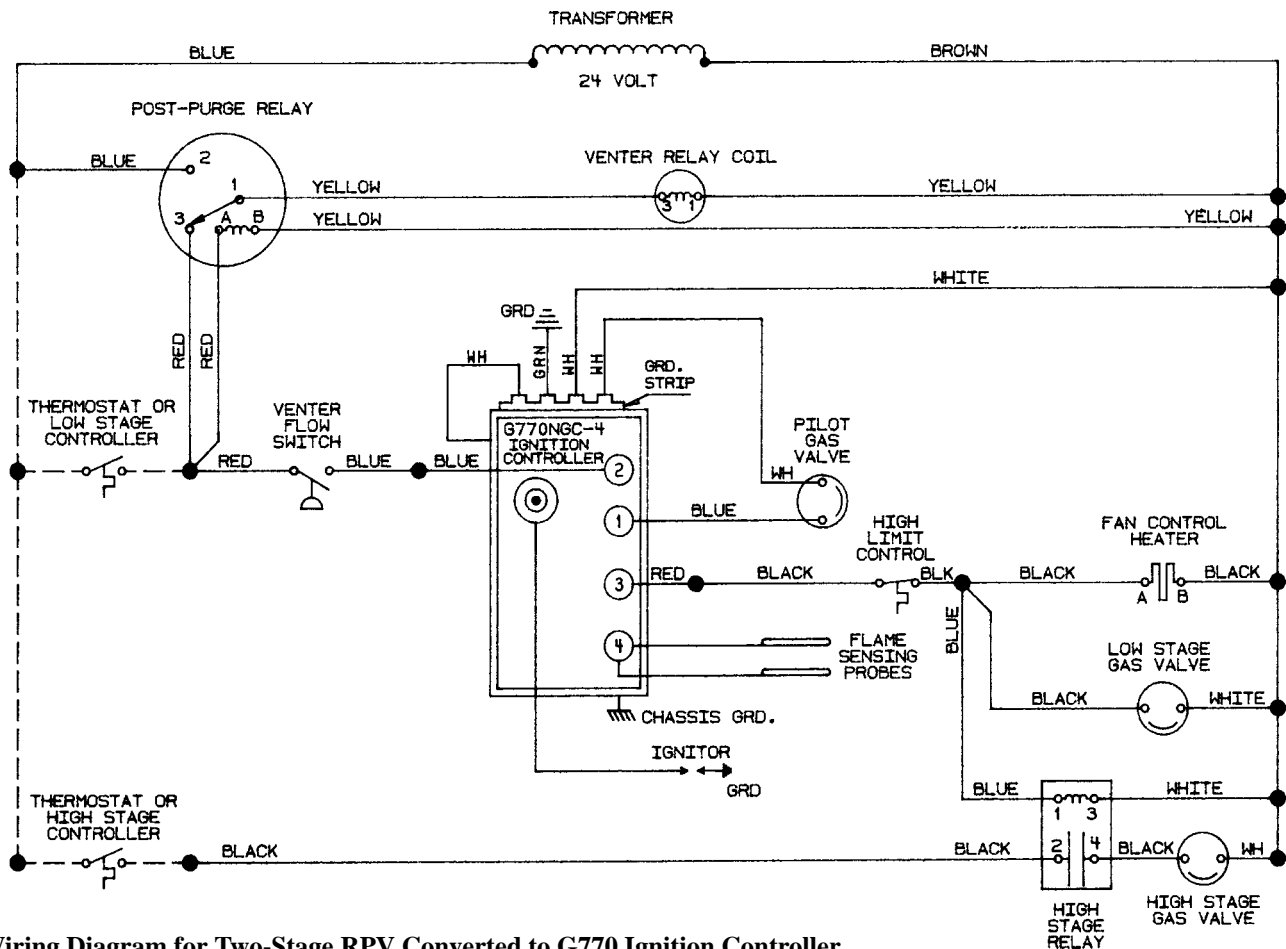 TRANSFORMER
BLUE
BROWN
24 VOLT
POST-PURGE RELAY
BLUE
2
1
3
A
B
YELLOW
YELLOW
VENTER RELAY COIL
3
1
YELLOW
YELLOW
WHITE
RED
RED
GRD
WH
GRN
WH
WH
GRD.
STRIP
THERMOSTAT OR
LOW STAGE
CONTROLLER
VENTER
FLOW
SWITCH
RED
BLUE
BLUE
G770NGC-4
IGNITION
CONTROLLER
2
1
3
4
PILOT
GAS
VALVE
WH
BLUE
HIGH
LIMIT
CONTROL
FAN CONTROL
HEATER
RED
BLACK
BLK
BLACK
A
B
BLACK
BLUE
FLAME
SENSING
PROBES
LOW STAGE
GAS VALVE
BLACK
WHITE
CHASSIS GRD.
IGNITOR
GRD
BLUE
WHITE
1
3
THERMOSTAT OR
HIGH STAGE
CONTROLLER
BLACK
BLACK
2
4
BLACK
WH
HIGH
STAGE
RELAY
HIGH STAGE
GAS VALVE
Wiring Diagram for Two-Stage RPV Converted to G770 Ignition Controller